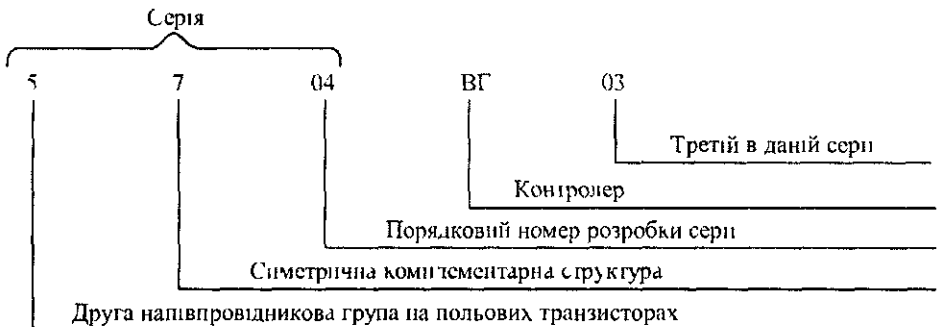 Серія
5 7 04 ВГ 03
Третій в даній серії
Контролер
Порядковий номер розробки серії
Симетрична комплементарна структура
Друга напівпровідникова група на польових транзисторах